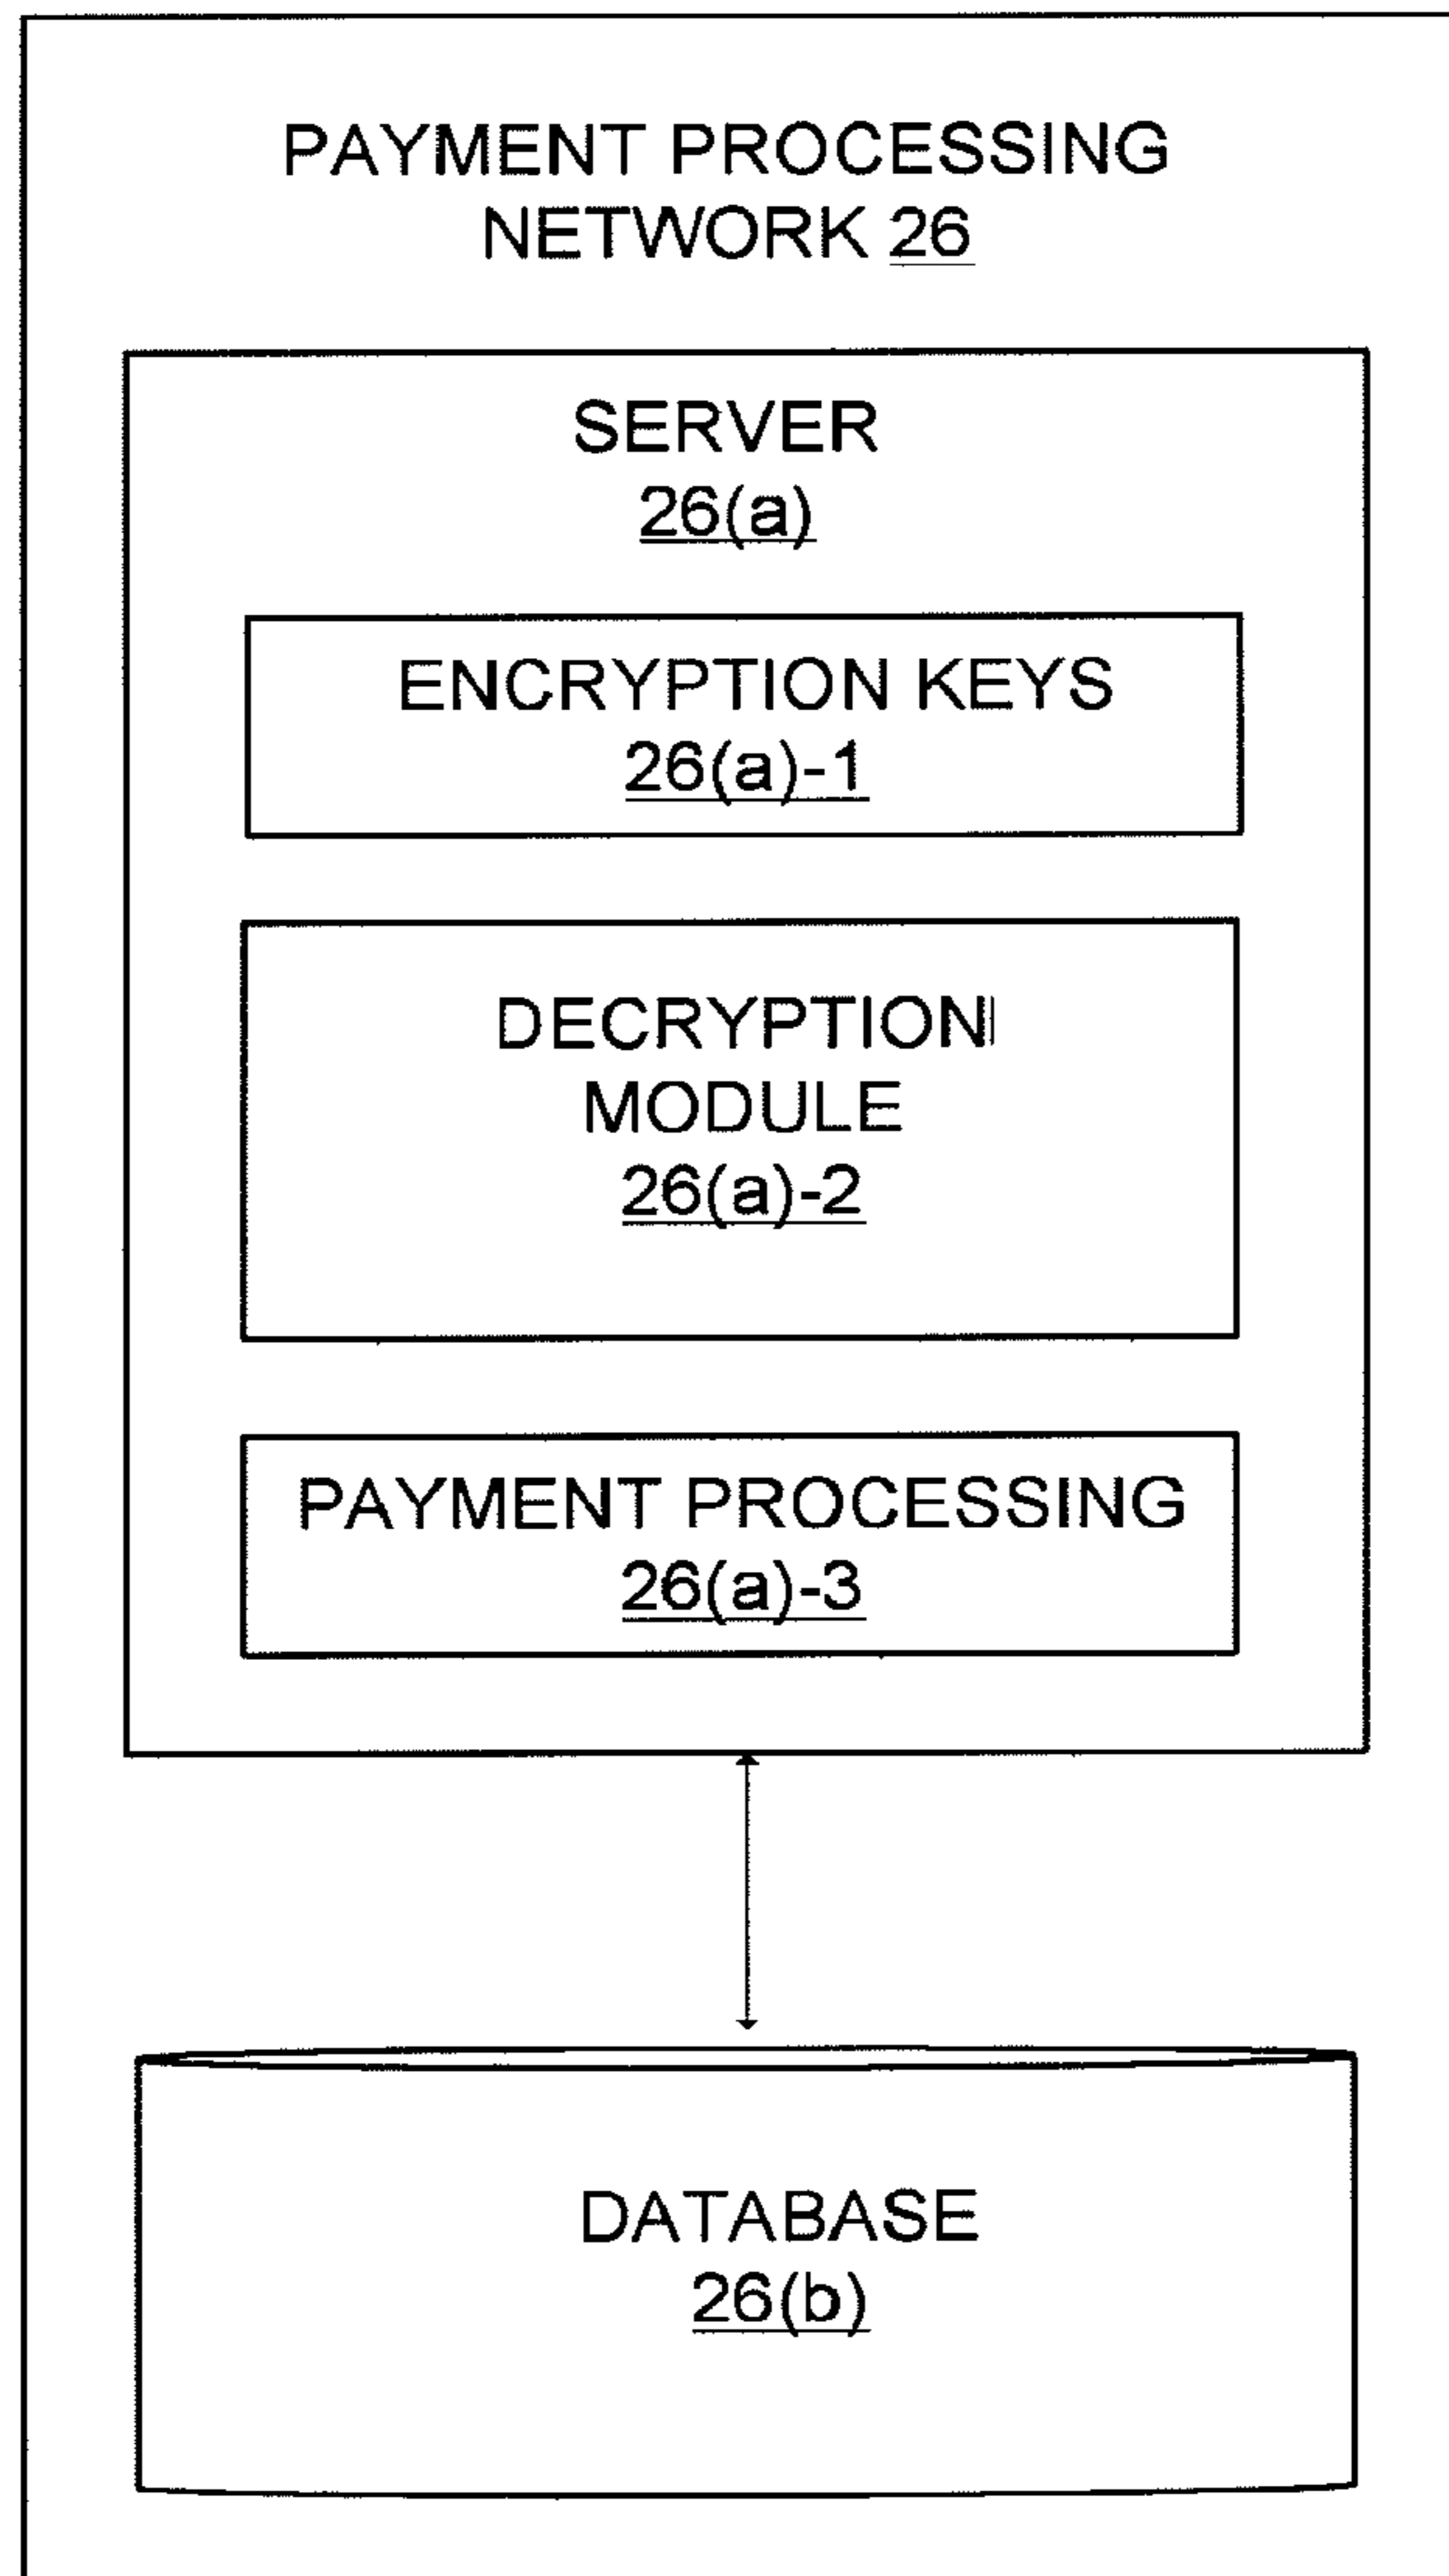 PAYMENT PROCESSING
NETWORK 26
SERVER
26(a)
ENCRYPTION KEYS
26(a)-1
DECRYPTION
MODULE
26(a)-2
PAYMENT PROCESSING
26(a)-3
DATABASE
26(b)